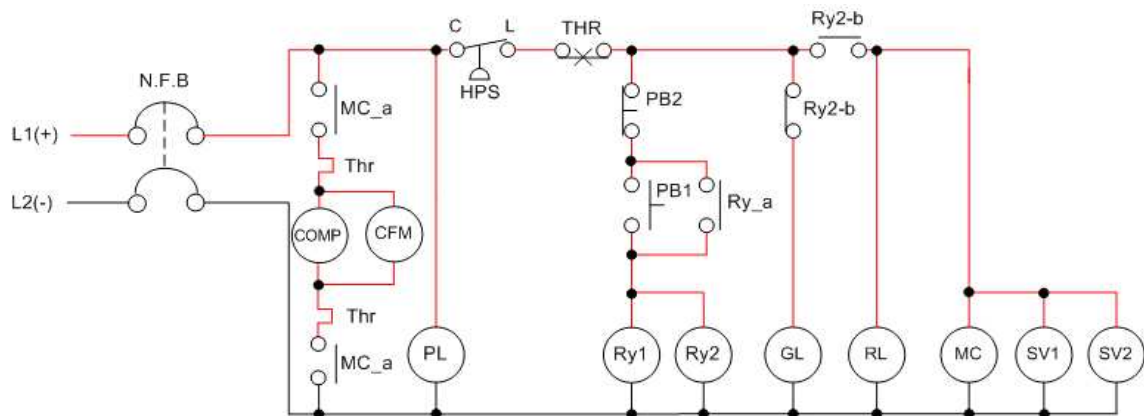 Ry2-b
C L THR
HPS
N.F.B
MC_a
PB2
Ry2-b
L1(+)
Thr
PB1
Ry_a
L2(-)
COMP
CFM
Thr
MC_a
PL
Ry1
Ry2
GL
RL
MC
SV1
SV2